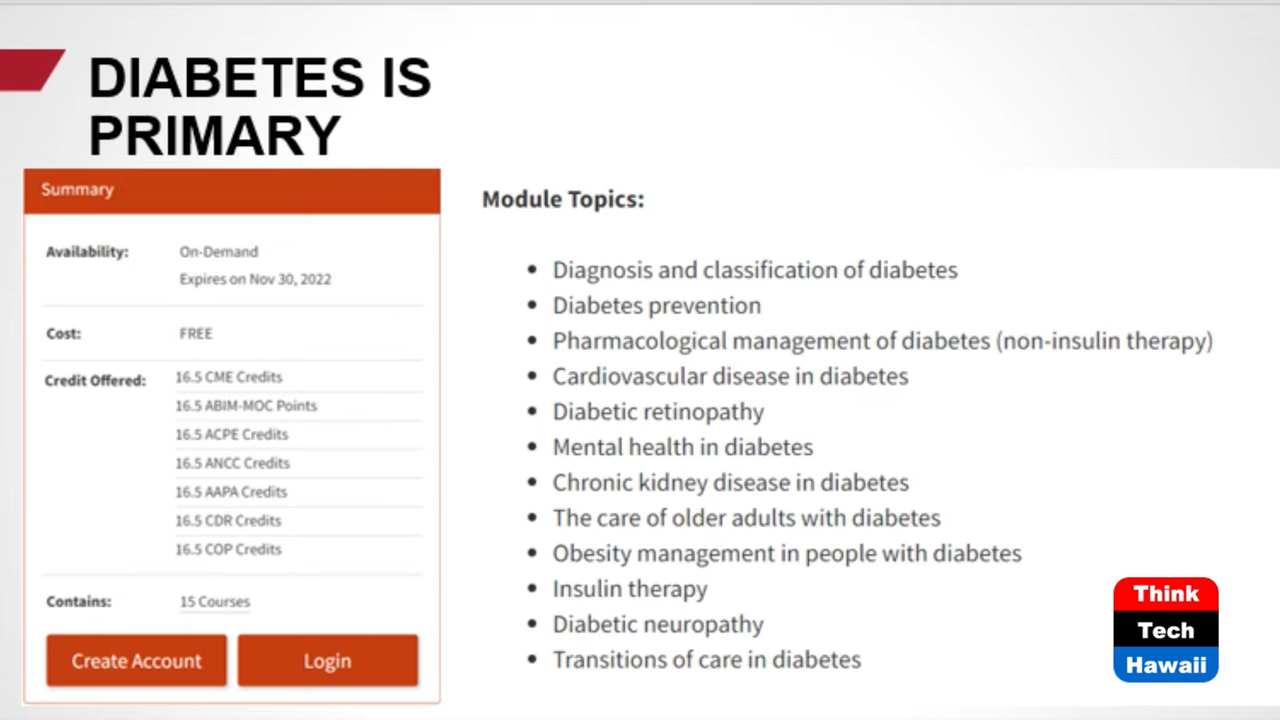 DIABETES IS
PRIMARY
Summary
Availability: On-Demand
Expires on Nov 30, 2022
Cost: FREE
Credit Offered: 16.5 CME Credits
16.5 ABIM-MOC Points
16.5 ACPE Credits
16.5 ANCC Credits
16.5 AAPA Credits
16.5 CDR Credits
16.5 COP Credits
Contains: 15 Courses
Create Account Login
Module Topics:
• Diagnosis and classification of diabetes
• Diabetes prevention
• Pharmacological management of diabetes (non-insulin therapy)
• Cardiovascular disease in diabetes
• Diabetic retinopathy
• Mental health in diabetes
• Chronic kidney disease in diabetes
• The care of older adults with diabetes
• Obesity management in people with diabetes
• Insulin therapy
• Diabetic neuropathy
• Transitions of care in diabetes
Think
Tech
Hawaii